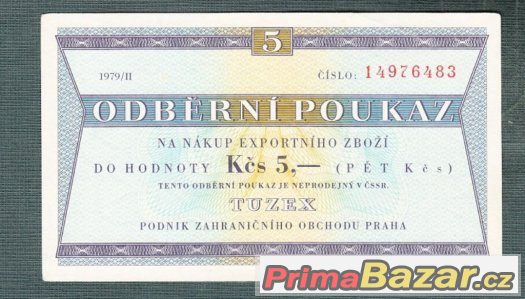 5
1979/II ČÍSLO: 14976483
ODBĚRNÍ POUKAZ
NA NÁKUP EXPORTNÍHO ZBOŽÍ
DO HODNOTY Kčs 5,— (PĚT Kčs)
TENTO ODBĚRNÍ POUKAZ JE NEPRODEJNÝ V ČSSR.
TUZEX
PODNIK ZAHRANIČNÍHO OBCHODU PRAHA
PrimaBazar.cz